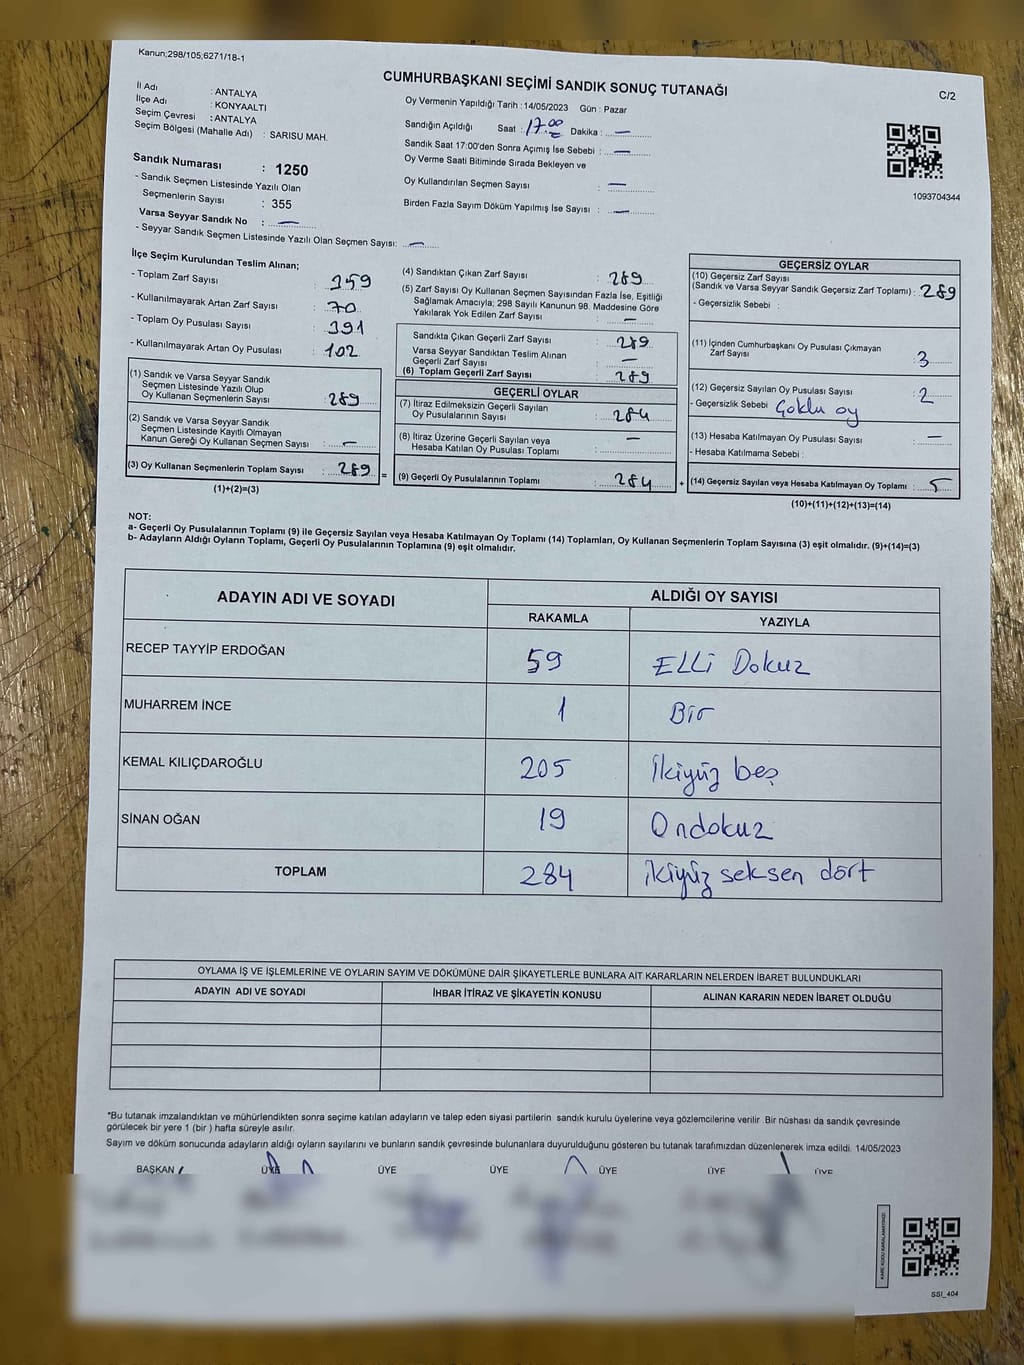 Kanun;298/105;6271/18-1
CUMHURBAŞKANI SEÇİMİ SANDIK SONUÇ TUTANAĞI
C/2
İl Adı : ANTALYA
İlçe Adı : KONYAALTI
Seçim Çevresi : ANTALYA
Seçim Bölgesi (Mahalle Adı) : SARISU MAH.
Sandık Numarası : 1250
- Sandık Seçmen Listesinde Yazılı Olan
Seçmenlerin Sayısı : 355
Varsa Seyyar Sandık No : —
- Seyyar Sandık Seçmen Listesinde Yazılı Olan Seçmen Sayısı: —
Oy Vermenin Yapıldığı Tarih : 14/05/2023 Gün : Pazar
Sandığın Açıldığı Saat : 17.00 Dakika : —
Sandık Saat 17:00'den Sonra Açımış İse Sebebi : —
Oy Verme Saati Bitiminde Sırada Bekleyen ve
Oy Kullandırılan Seçmen Sayısı : —
Birden Fazla Sayım Döküm Yapılmış İse Sayısı : —
1093704344
İlçe Seçim Kurulundan Teslim Alınan;
- Toplam Zarf Sayısı : 359
- Kullanılmayarak Artan Zarf Sayısı : 70
- Toplam Oy Pusulası Sayısı : 391
- Kullanılmayarak Artan Oy Pusulası : 102
(1) Sandık ve Varsa Seyyar Sandık
Seçmen Listesinde Yazılı Olup
Oy Kullanan Seçmenlerin Sayısı : 289
(2) Sandık ve Varsa Seyyar Sandık
Seçmen Listesinde Kayıtlı Olmayan
Kanun Gereği Oy Kullanan Seçmen Sayısı : —
(3) Oy Kullanan Seçmenlerin Toplam Sayısı : 289 =
(1)+(2)=(3)
(4) Sandıktan Çıkan Zarf Sayısı : 289
(5) Zarf Sayısı Oy Kullanan Seçmen Sayısından Fazla İse, Eşitliği
Sağlamak Amacıyla; 298 Sayılı Kanunun 98. Maddesine Göre
Yakılarak Yok Edilen Zarf Sayısı : —
Sandıkta Çıkan Geçerli Zarf Sayısı : 289
Varsa Seyyar Sandıktan Teslim Alınan
Geçerli Zarf Sayısı : —
(6) Toplam Geçerli Zarf Sayısı : 289
GEÇERLİ OYLAR
(7) İtiraz Edilmeksizin Geçerli Sayılan
Oy Pusulalarının Sayısı : 284
(8) İtiraz Üzerine Geçerli Sayılan veya
Hesaba Katılan Oy Pusulası Toplamı : —
(9) Geçerli Oy Pusulalarının Toplamı : 284 +
GEÇERSİZ OYLAR
(10) Geçersiz Zarf Sayısı
(Sandık ve Varsa Seyyar Sandık Geçersiz Zarf Toplamı) : 289
- Geçersizlik Sebebi :
(11) İçinden Cumhurbaşkanı Oy Pusulası Çıkmayan
Zarf Sayısı : 3
(12) Geçersiz Sayılan Oy Pusulası Sayısı : 2
- Geçersizlik Sebebi Çoklu oy
(13) Hesaba Katılmayan Oy Pusulası Sayısı : —
- Hesaba Katılmama Sebebi :
(14) Geçersiz Sayılan veya Hesaba Katılmayan Oy Toplamı : 5
(10)+(11)+(12)+(13)=(14)
NOT:
a- Geçerli Oy Pusulalarının Toplamı (9) ile Geçersiz Sayılan veya Hesaba Katılmayan Oy Toplamı (14) Toplamları, Oy Kullanan Seçmenlerin Toplam Sayısına (3) eşit olmalıdır. (9)+(14)=(3)
b- Adayların Aldığı Oyların Toplamı, Geçerli Oy Pusulalarının Toplamına (9) eşit olmalıdır.
ADAYIN ADI VE SOYADI ALDIĞI OY SAYISI
RAKAMLA YAZIYLA
RECEP TAYYİP ERDOĞAN 59 ELLi Dokuz
MUHARREM İNCE 1 Bir
KEMAL KILIÇDAROĞLU 205 İkiyüz beş
SİNAN OĞAN 19 Ondokuz
TOPLAM 284 ikiyüz seksen dört
OYLAMA İŞ VE İŞLEMLERİNE VE OYLARIN SAYIM VE DÖKÜMÜNE DAİR ŞİKAYETLERLE BUNLARA AİT KARARLARIN NELERDEN İBARET BULUNDUKLARI
ADAYIN ADI VE SOYADI İHBAR İTİRAZ VE ŞİKAYETİN KONUSU ALINAN KARARIN NEDEN İBARET OLDUĞU
*Bu tutanak imzalandıktan ve mühürlendikten sonra seçime katılan adayların ve talep eden siyasi partilerin sandık kurulu üyelerine veya gözlemcilerine verilir. Bir nüshası da sandık çevresinde
görülecek bir yere 1 (bir ) hafta süreyle asılır.
Sayım ve döküm sonucunda adayların aldığı oyların sayılarını ve bunların sandık çevresinde bulunanlara duyurulduğunu gösteren bu tutanak tarafımızdan düzenlenerek imza edildi. 14/05/2023
BAŞKAN ÜYE ÜYE ÜYE ÜYE ÜYE ÜYE
SSI_404